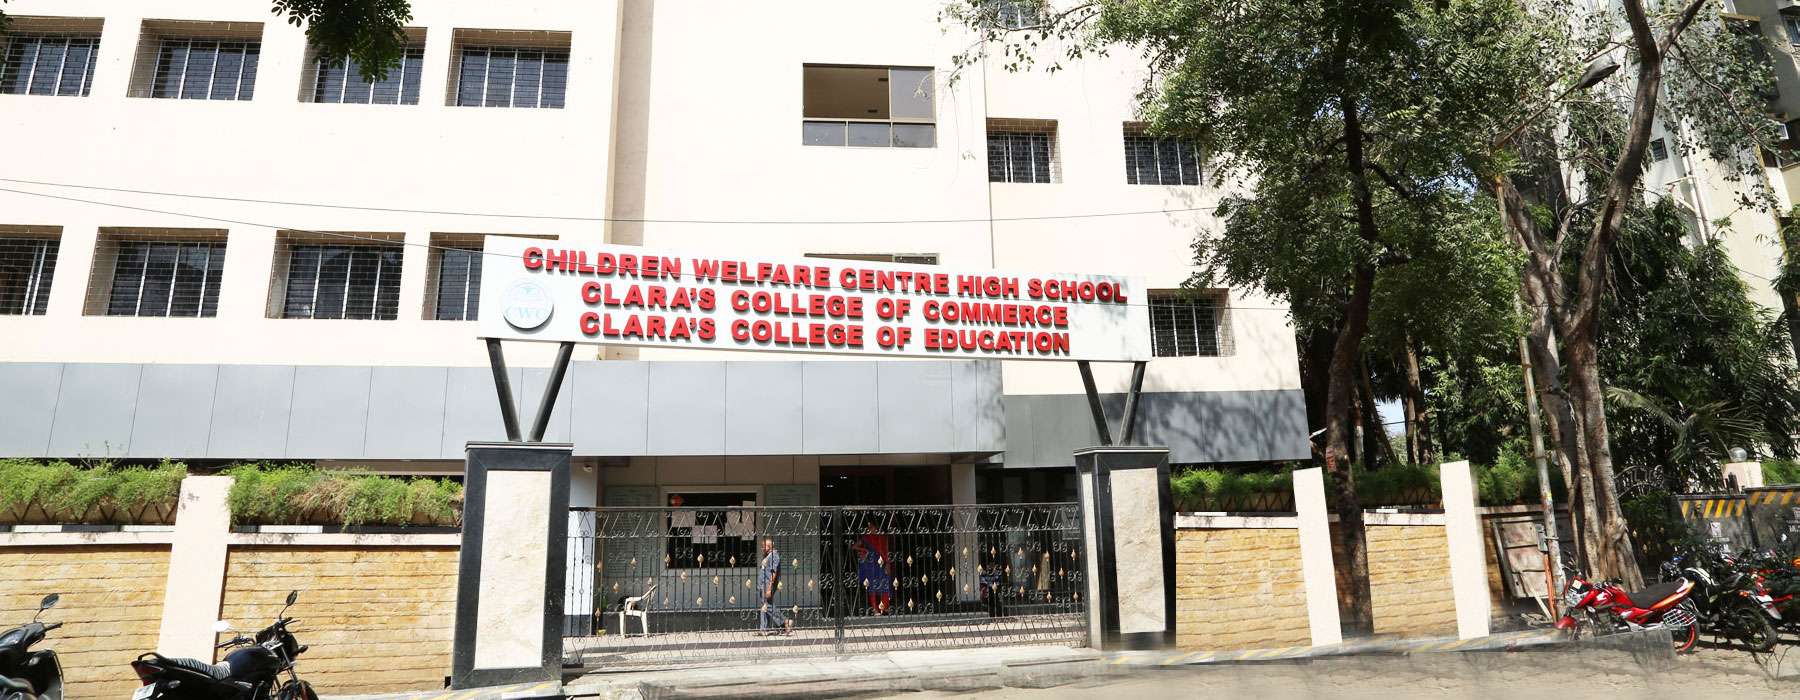 CHILDREN WELFARE CENTRE HIGH SCHOOL
CLARA'S COLLEGE OF COMMERCE
CLARA'S COLLEGE OF EDUCATION
CWC